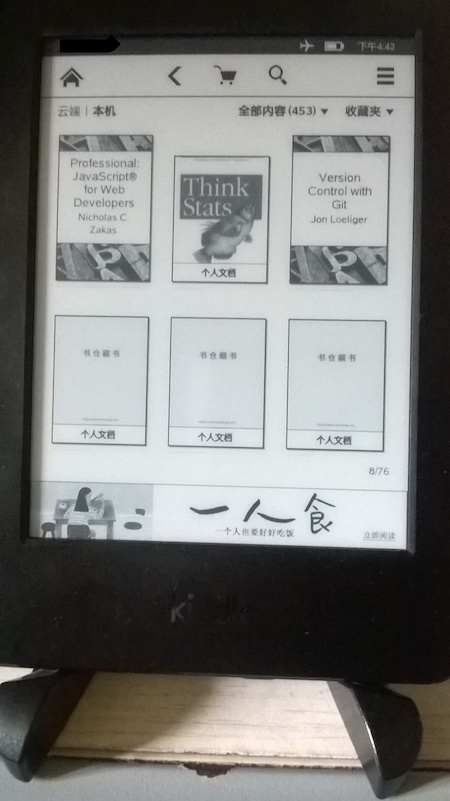 下午4:42
云端 | 本机
全部内容(453)
收藏夹
Professional:
JavaScript®
for Web
Developers
Nicholas C.
Zakas
Think
Stats
个人文档
Version
Control with
Git
Jon Loeliger
书仓藏书
个人文档
书仓藏书
个人文档
书仓藏书
个人文档
8/76
一人食
一个人也要好好吃饭
立即阅读